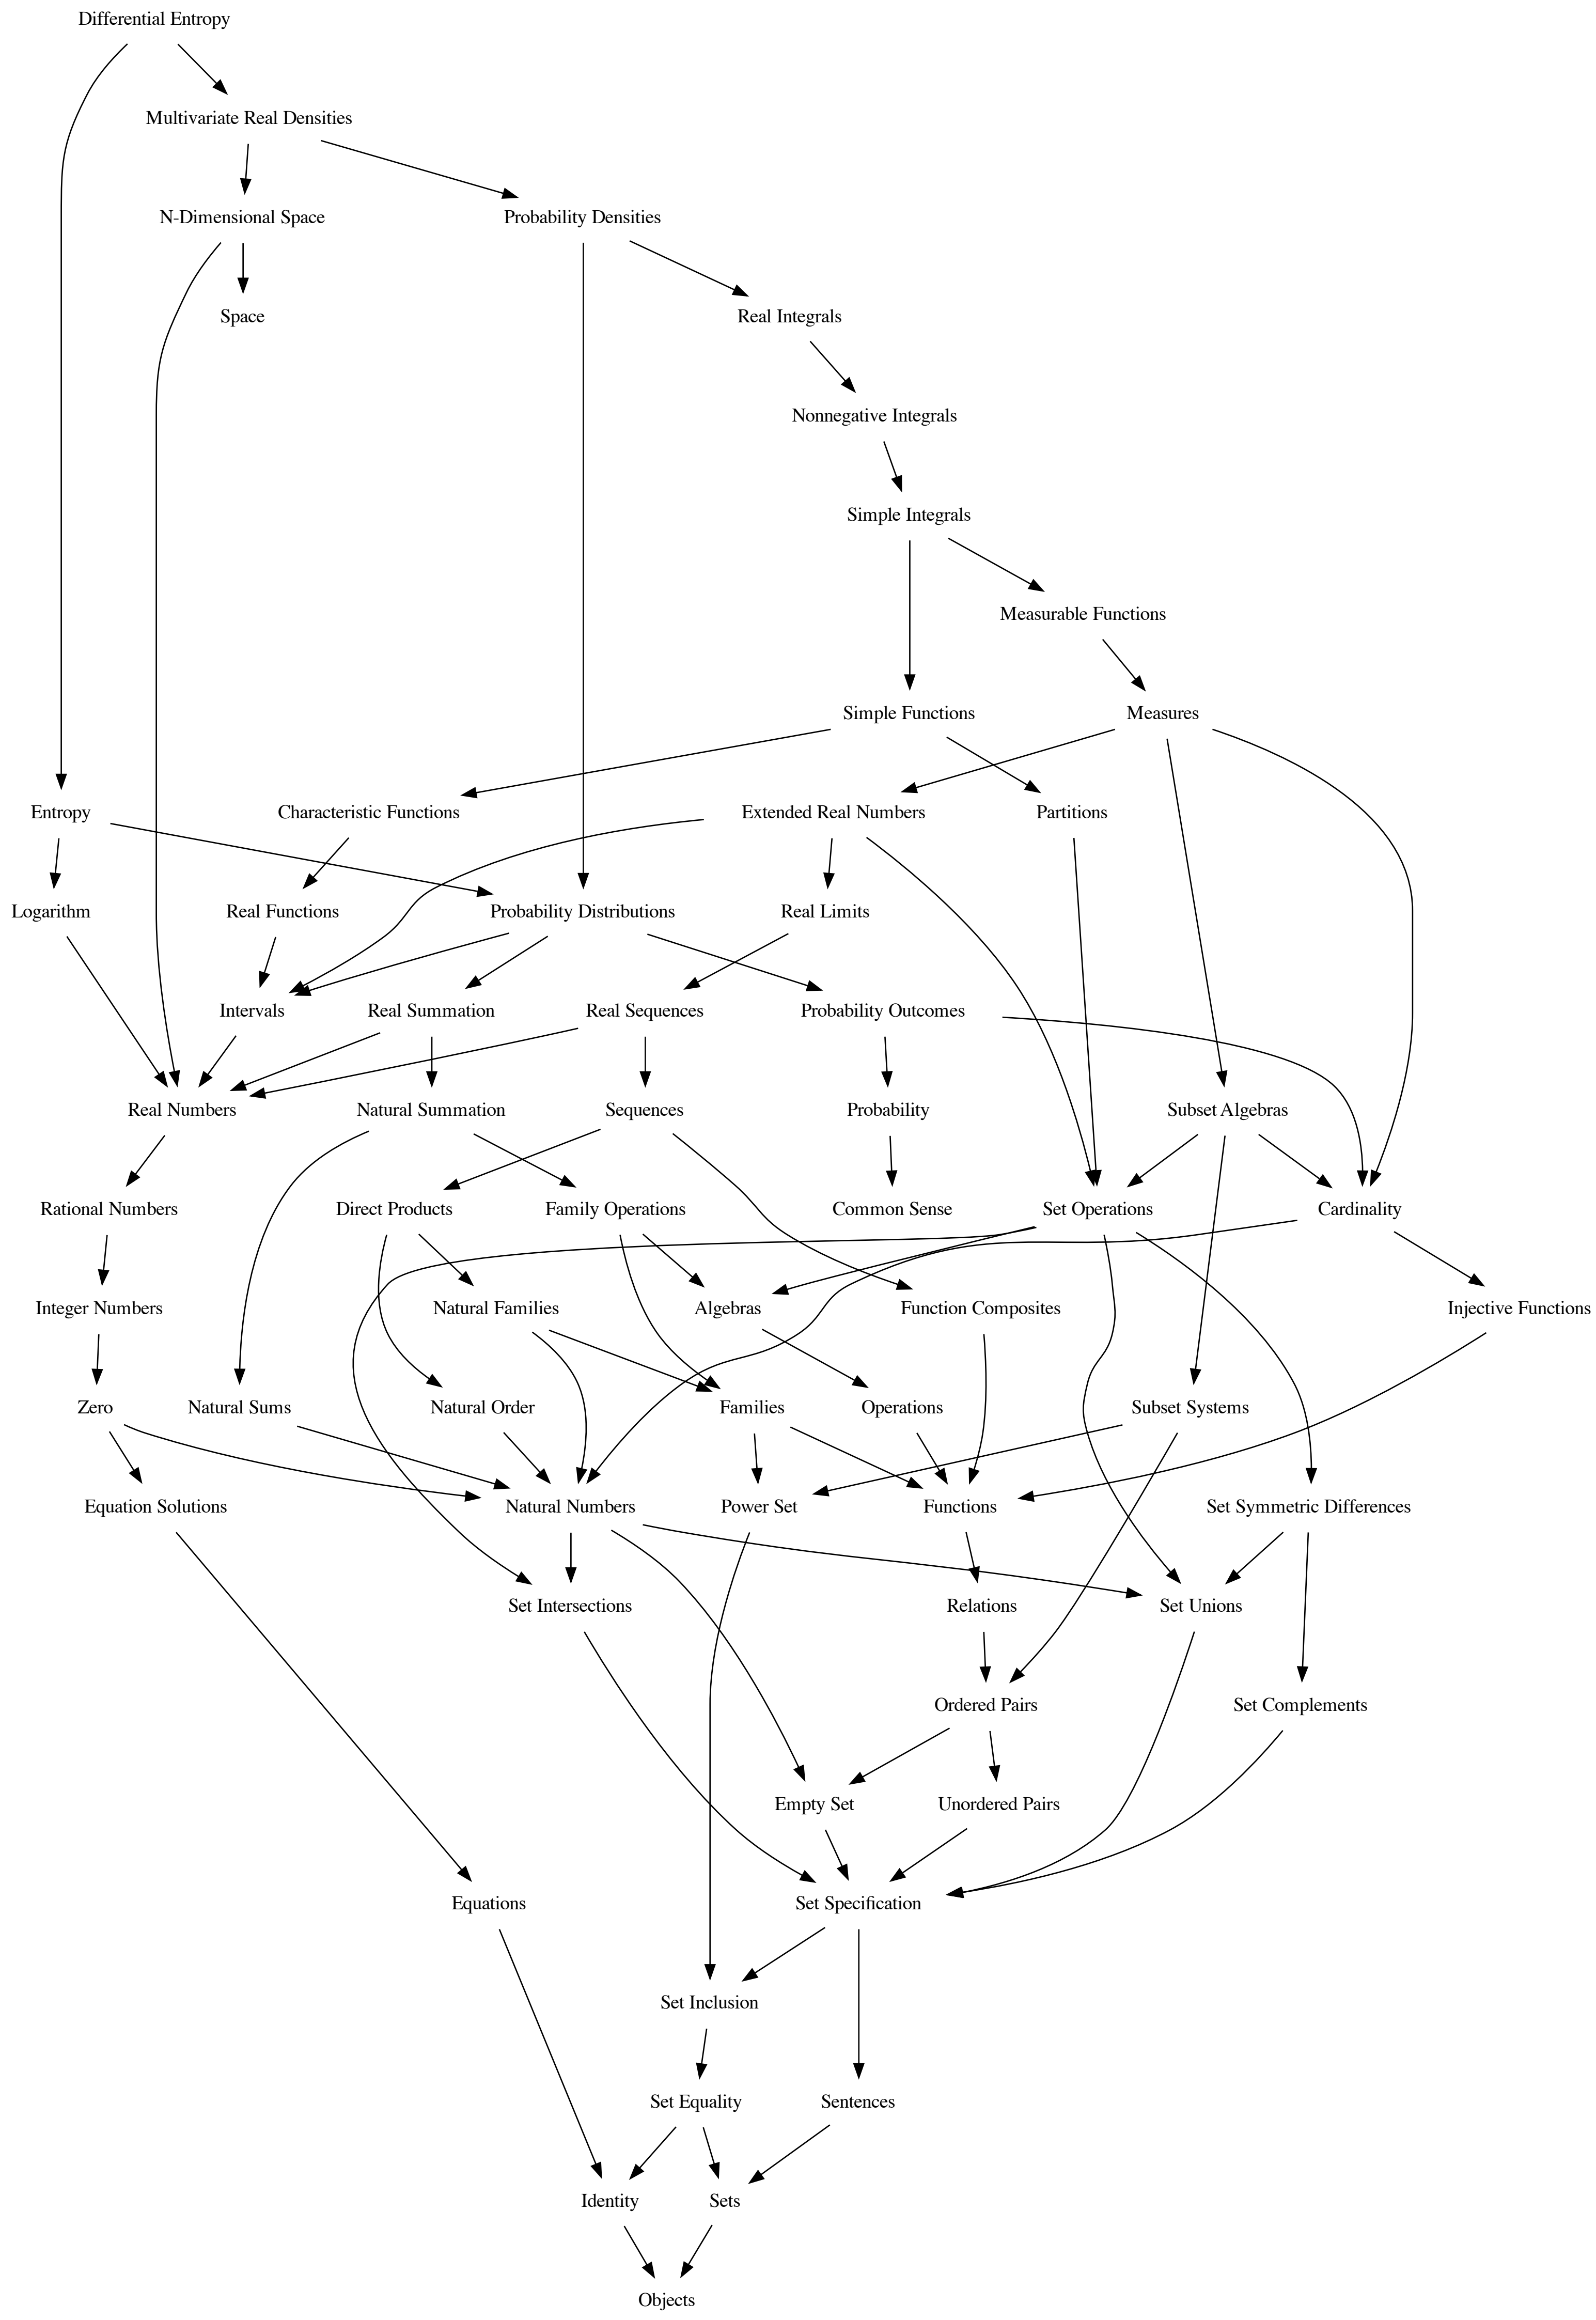 Differential Entropy
Multivariate Real Densities
N-Dimensional Space
Probability Densities
Space
Real Integrals
Nonnegative Integrals
Simple Integrals
Measurable Functions
Simple Functions
Measures
Entropy
Characteristic Functions
Extended Real Numbers
Partitions
Logarithm
Real Functions
Probability Distributions
Real Limits
Intervals
Real Summation
Real Sequences
Probability Outcomes
Real Numbers
Natural Summation
Sequences
Probability
Subset Algebras
Rational Numbers
Direct Products
Family Operations
Common Sense
Set Operations
Cardinality
Integer Numbers
Natural Families
Algebras
Function Composites
Injective Functions
Zero
Natural Sums
Natural Order
Families
Operations
Subset Systems
Equation Solutions
Natural Numbers
Power Set
Functions
Set Symmetric Differences
Set Intersections
Relations
Set Unions
Ordered Pairs
Set Complements
Empty Set
Unordered Pairs
Equations
Set Specification
Set Inclusion
Set Equality
Sentences
Identity
Sets
Objects